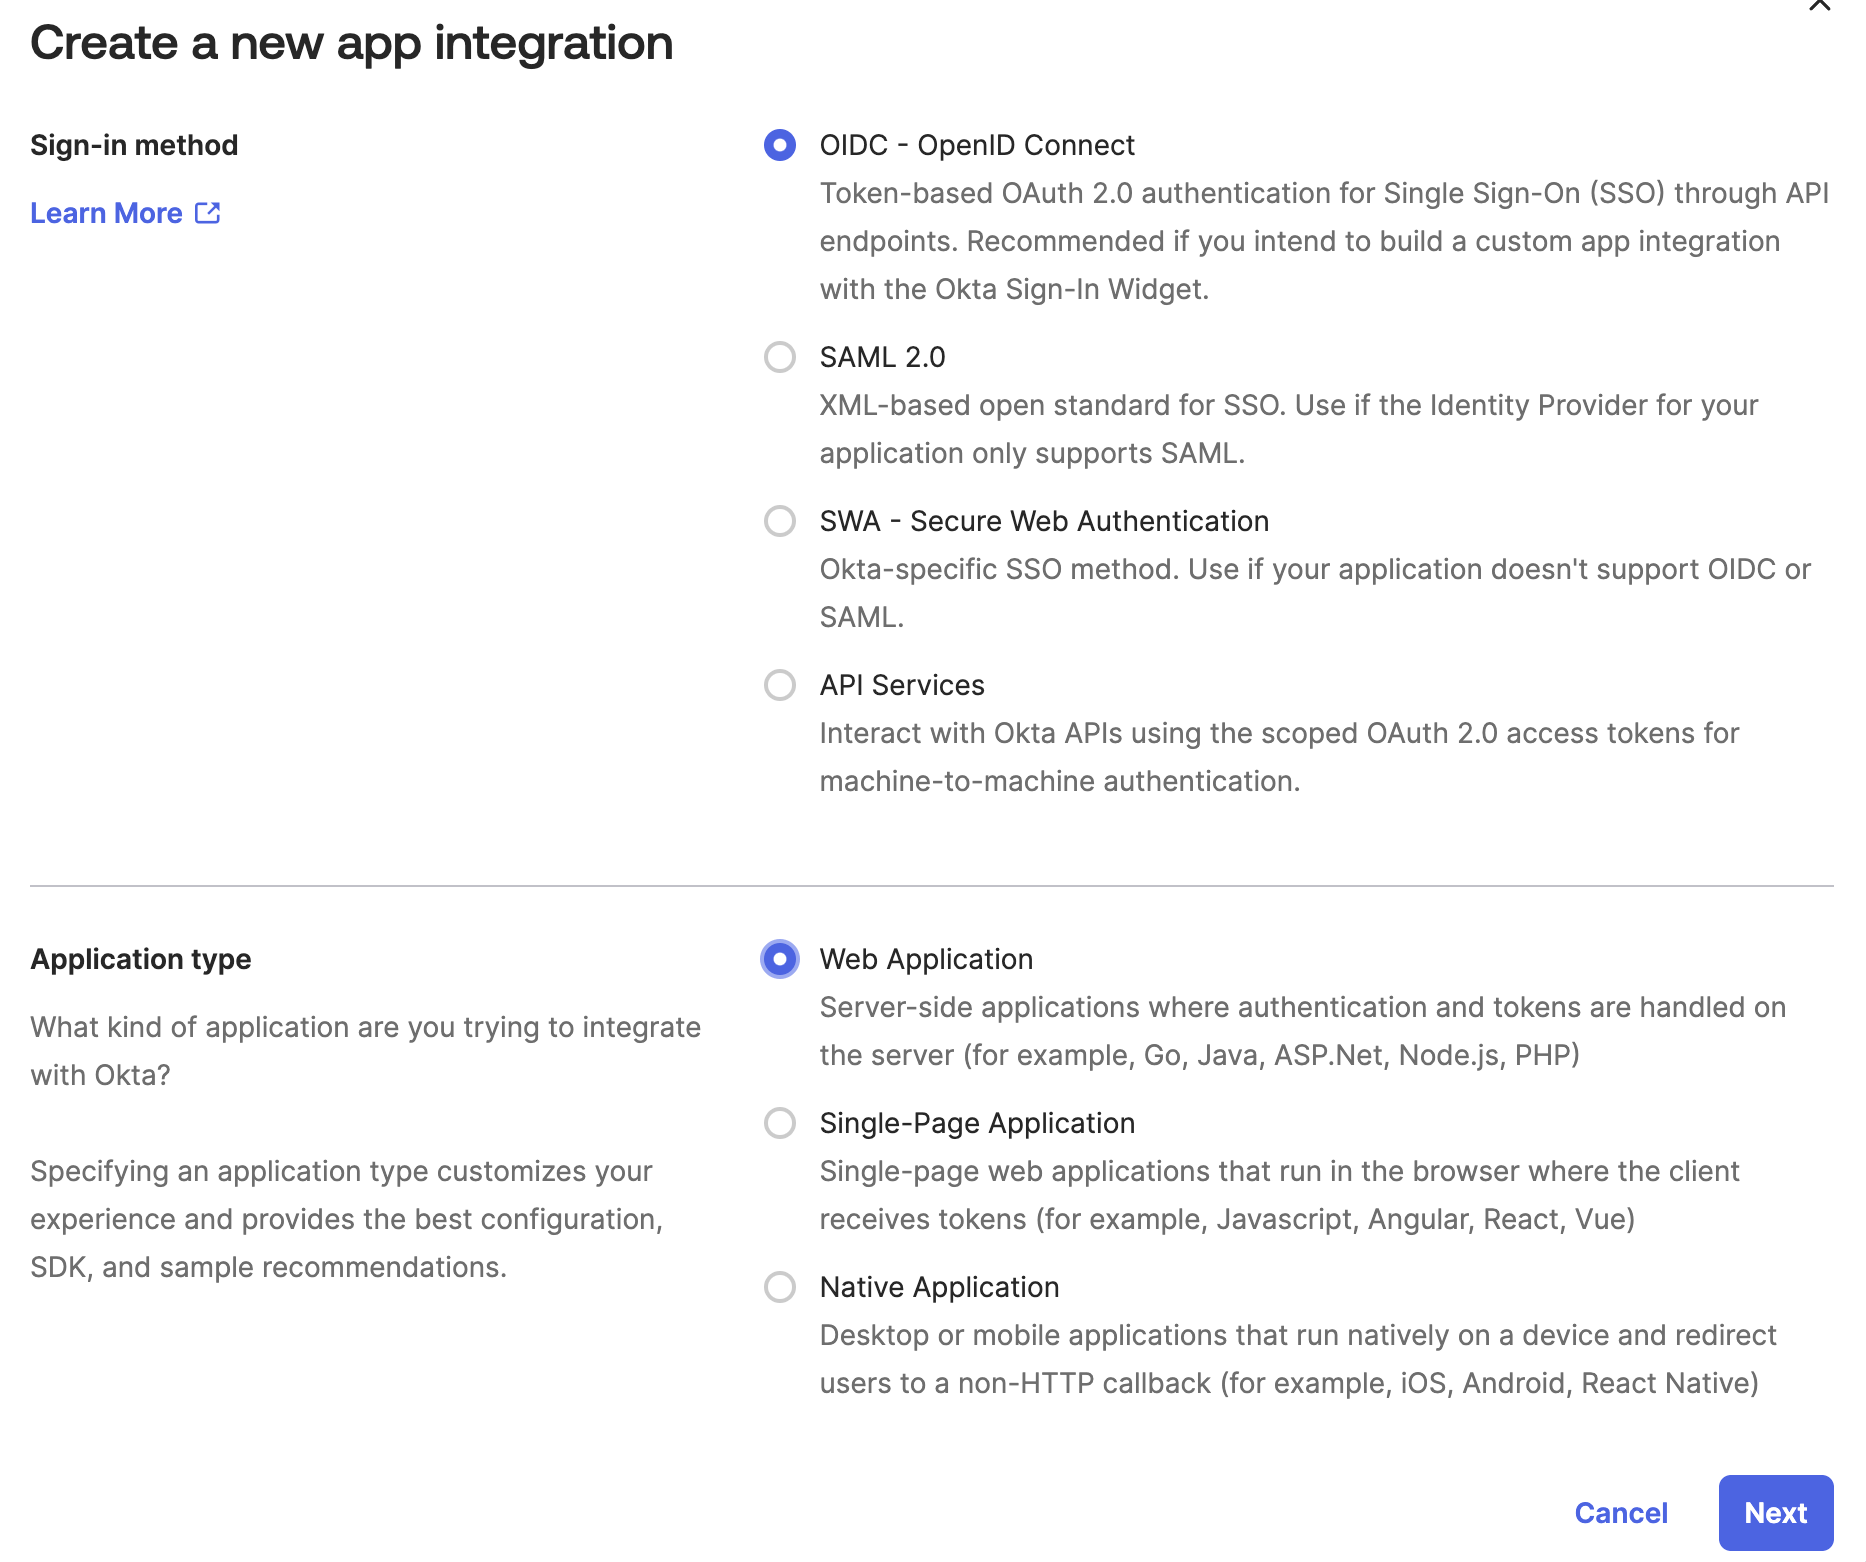 Create a new app integration
Sign-in method
Learn More
OIDC - OpenID Connect
Token-based OAuth 2.0 authentication for Single Sign-On (SSO) through API
endpoints. Recommended if you intend to build a custom app integration
with the Okta Sign-In Widget.
SAML 2.0
XML-based open standard for SSO. Use if the Identity Provider for your
application only supports SAML.
SWA - Secure Web Authentication
Okta-specific SSO method. Use if your application doesn't support OIDC or
SAML.
API Services
Interact with Okta APIs using the scoped OAuth 2.0 access tokens for
machine-to-machine authentication.
Application type
What kind of application are you trying to integrate
with Okta?
Specifying an application type customizes your
experience and provides the best configuration,
SDK, and sample recommendations.
Web Application
Server-side applications where authentication and tokens are handled on
the server (for example, Go, Java, ASP.Net, Node.js, PHP)
Single-Page Application
Single-page web applications that run in the browser where the client
receives tokens (for example, Javascript, Angular, React, Vue)
Native Application
Desktop or mobile applications that run natively on a device and redirect
users to a non-HTTP callback (for example, iOS, Android, React Native)
Cancel
Next